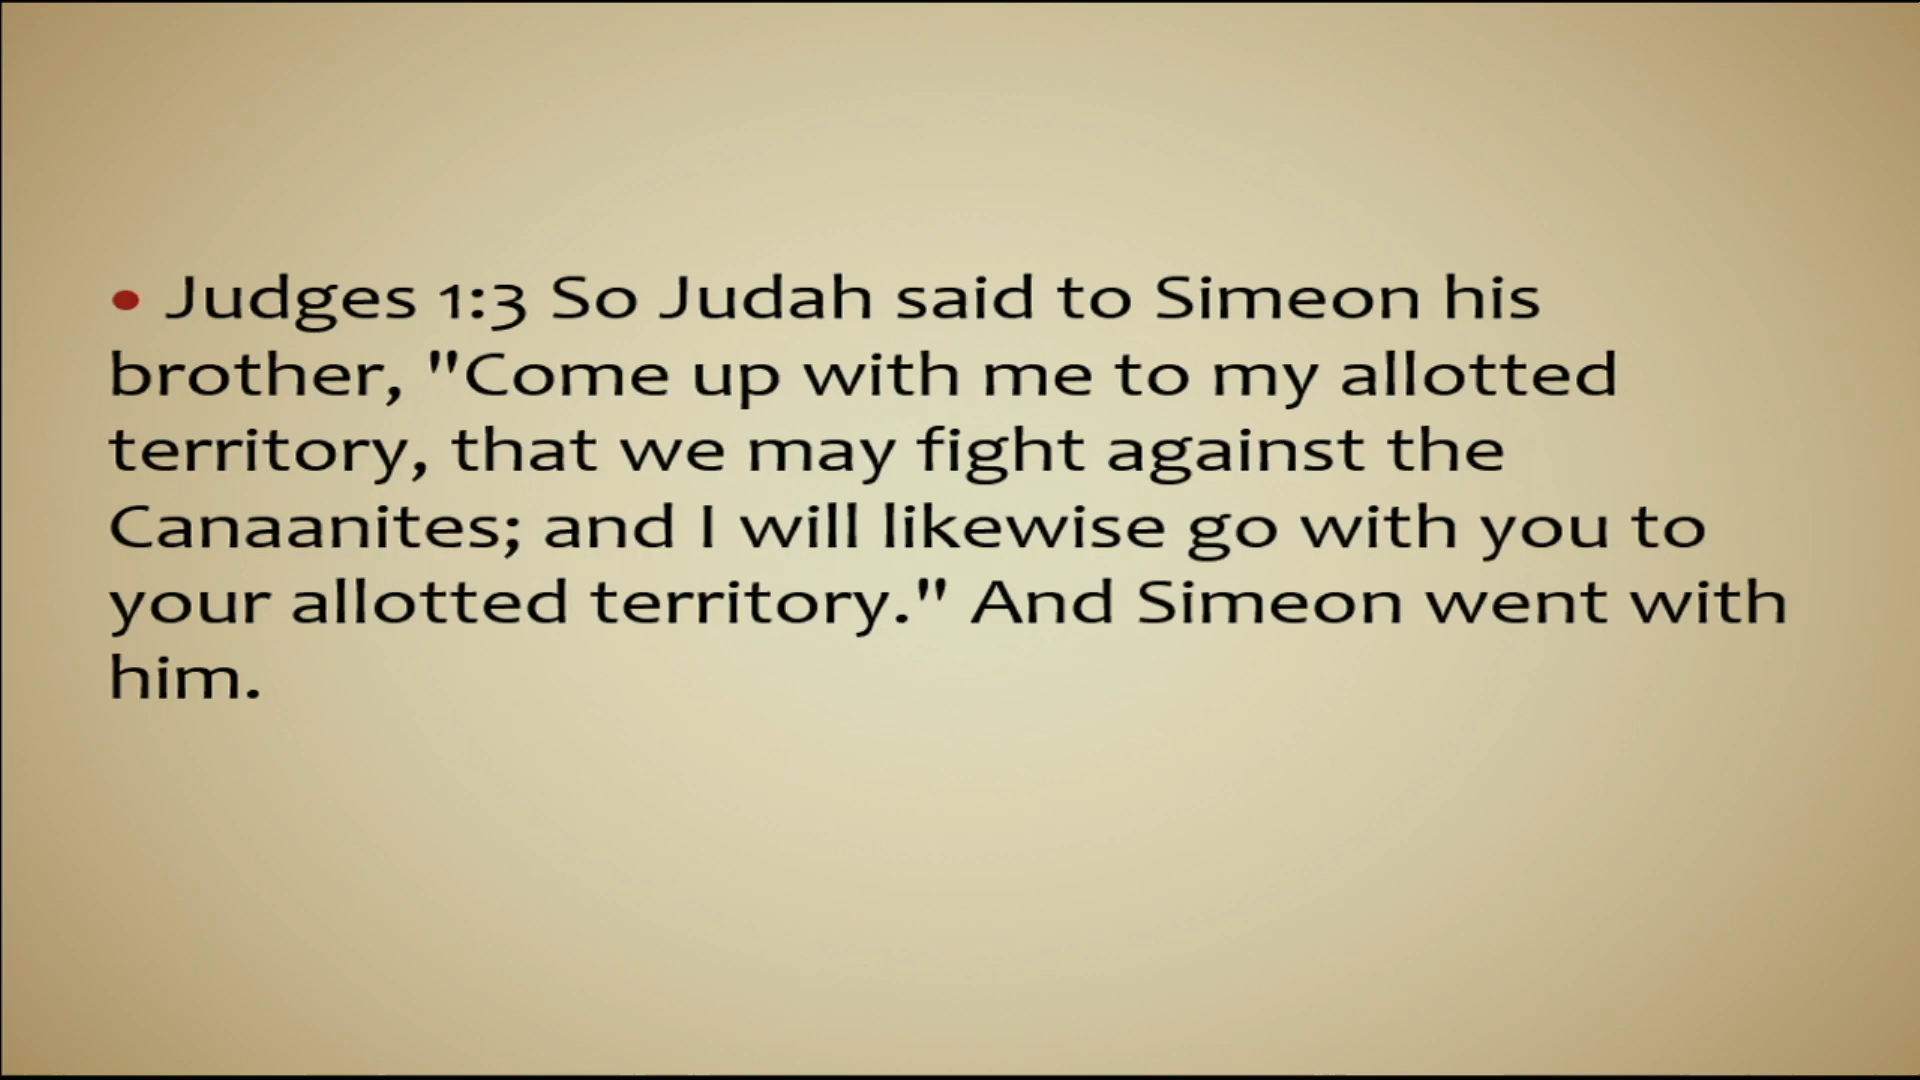 • Judges 1:3 So Judah said to Simeon his
brother, "Come up with me to my allotted
territory, that we may fight against the
Canaanites; and I will likewise go with you to
your allotted territory." And Simeon went with
him.